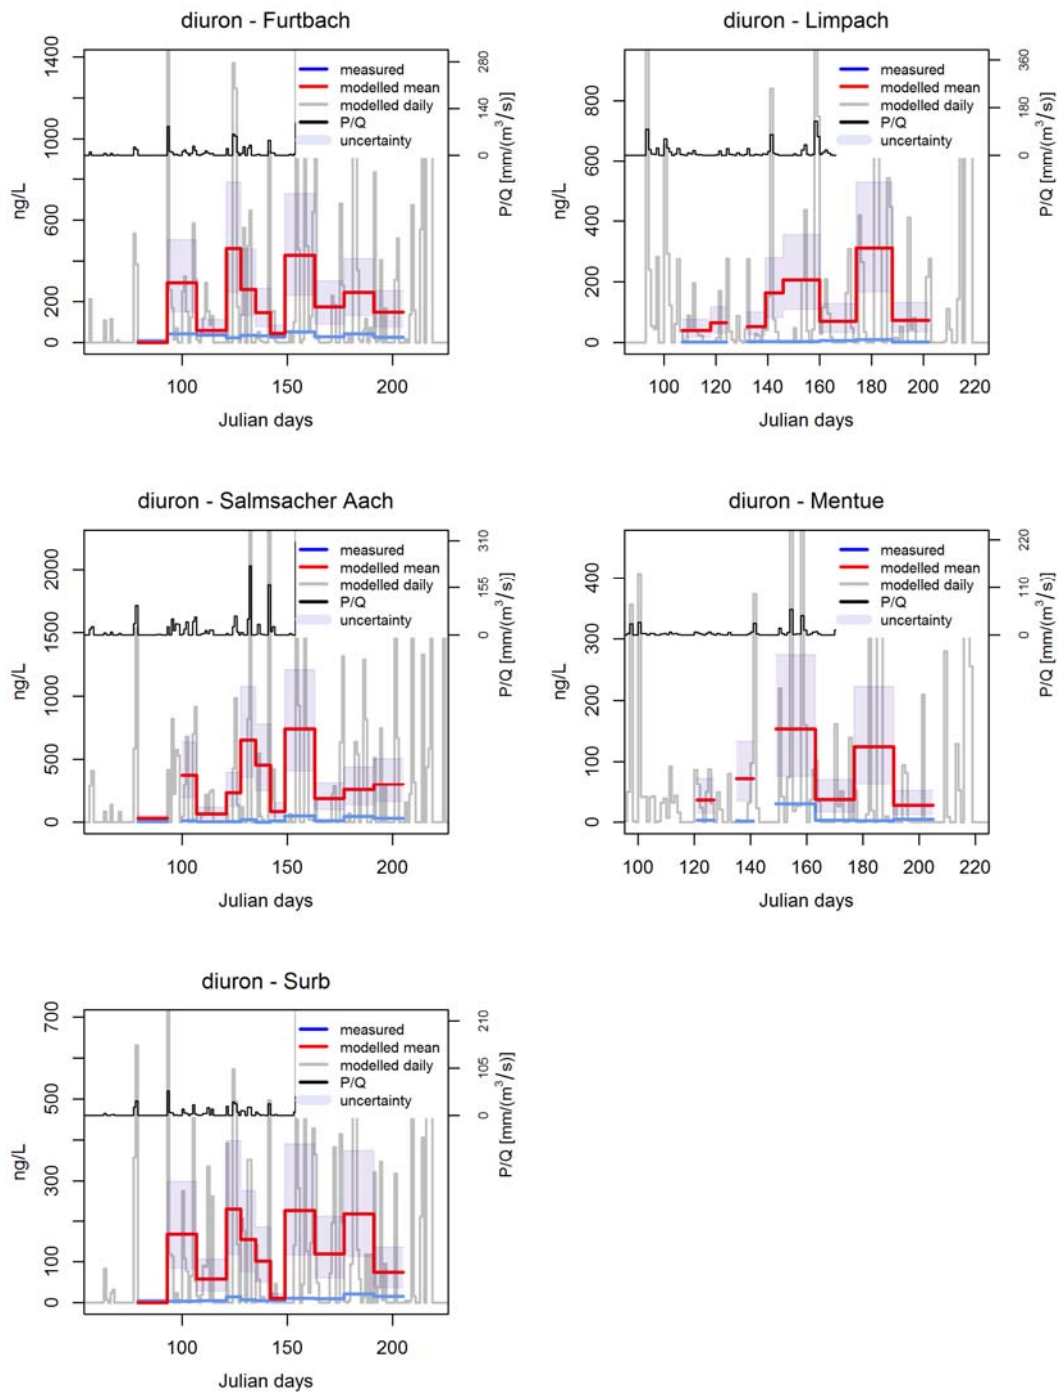 diuron - Furtbach
1400
1000
600
200
0
ng/L
280
140
0
P/Q [mm/(m³/s)]
measured
modelled mean
modelled daily
P/Q
uncertainty
100
150
200
Julian days
diuron - Limpach
800
600
400
200
0
ng/L
360
180
0
P/Q [mm/(m³/s)]
measured
modelled mean
modelled daily
P/Q
uncertainty
100
120
140
160
180
200
220
Julian days
diuron - Salmsacher Aach
2000
1500
1000
500
0
ng/L
310
155
0
P/Q [mm/(m³/s)]
measured
modelled mean
modelled daily
P/Q
uncertainty
100
150
200
Julian days
diuron - Mentue
400
300
200
100
0
ng/L
220
110
0
P/Q [mm/(m³/s)]
measured
modelled mean
modelled daily
P/Q
uncertainty
100
120
140
160
180
200
220
Julian days
diuron - Surb
700
500
300
100
0
ng/L
210
105
0
P/Q [mm/(m³/s)]
measured
modelled mean
modelled daily
P/Q
uncertainty
100
150
200
Julian days